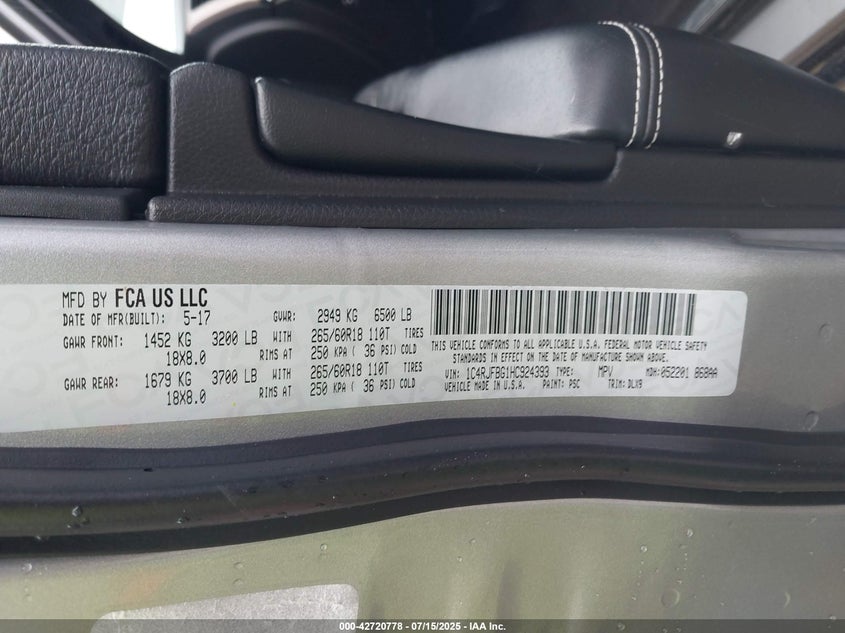 MFD BY FCA US LLC
DATE OF MFR(BUILT): 5-17 GVWR: 2949 KG 6500 LB
GAWR FRONT: 1452 KG 3200 LB WITH 265/60R18 110T TIRES
18X8.0 RIMS AT 250 KPA ( 36 PSI) COLD
GAWR REAR: 1679 KG 3700 LB WITH 265/60R18 110T TIRES
18X8.0 RIMS AT 250 KPA ( 36 PSI) COLD
THIS VEHICLE CONFORMS TO ALL APPLICABLE U.S.A. FEDERAL MOTOR VEHICLE SAFETY
STANDARDS IN EFFECT ON THE DATE OF MANUFACTURE SHOWN ABOVE.
VIN: 1C4RJFBG1HC924393 TYPE: MPV MDH:052201 868AA
VEHICLE MADE IN U.S.A. PAINT: PSC TRIM: DLX9
000-42720778 - 07/15/2025 - IAA Inc.